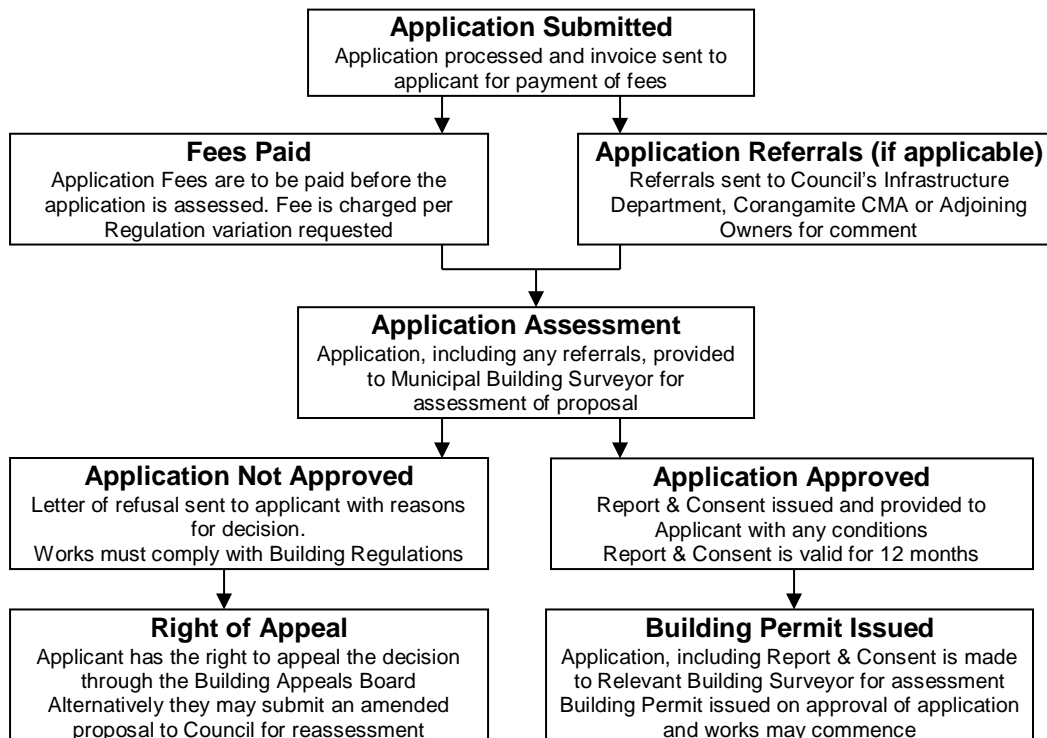 Application Submitted
Application processed and invoice sent to
applicant for payment of fees
Fees Paid
Application Fees are to be paid before the
application is assessed. Fee is charged per
Regulation variation requested
Application Referrals (if applicable)
Referrals sent to Council's Infrastructure
Department, Corangamite CMA or Adjoining
Owners for comment
Application Assessment
Application, including any referrals, provided
to Municipal Building Surveyor for
assessment of proposal
Application Not Approved
Letter of refusal sent to applicant with reasons
for decision.
Works must comply with Building Regulations
Application Approved
Report & Consent issued and provided to
Applicant with any conditions
Report & Consent is valid for 12 months
Right of Appeal
Applicant has the right to appeal the decision
through the Building Appeals Board
Alternatively they may submit an amended
proposal to Council for reassessment
Building Permit Issued
Application, including Report & Consent is made
to Relevant Building Surveyor for assessment
Building Permit issued on approval of application
and works may commence